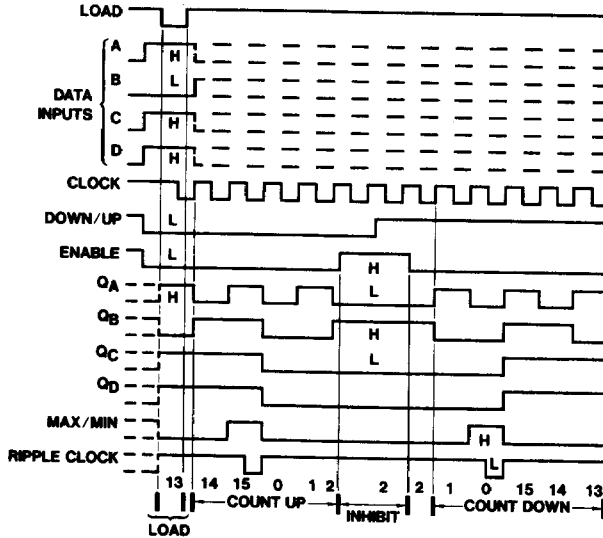 LOAD
A H
B L
DATA
INPUTS
C H
D H
CLOCK
DOWN/UP L
ENABLE L H
QA H L
QB H
QC L
QD
MAX/MIN H
RIPPLE CLOCK L
13 14 15 0 1 2 2 2 1 0 15 14 13
COUNT UP INHIBIT COUNT DOWN
LOAD